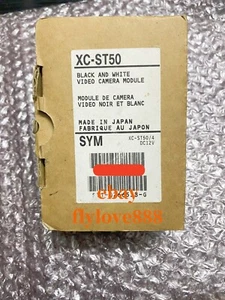 XC-ST50
BLACK AND WHITE
VIDEO CAMERA MODULE
MODULE DE CAMERA
VIDEO NOIR ET BLANC
MADE IN JAPAN
FABRIQUE AU JAPON
SYM
XC-ST50/4
DC12V
ebay
flylove888